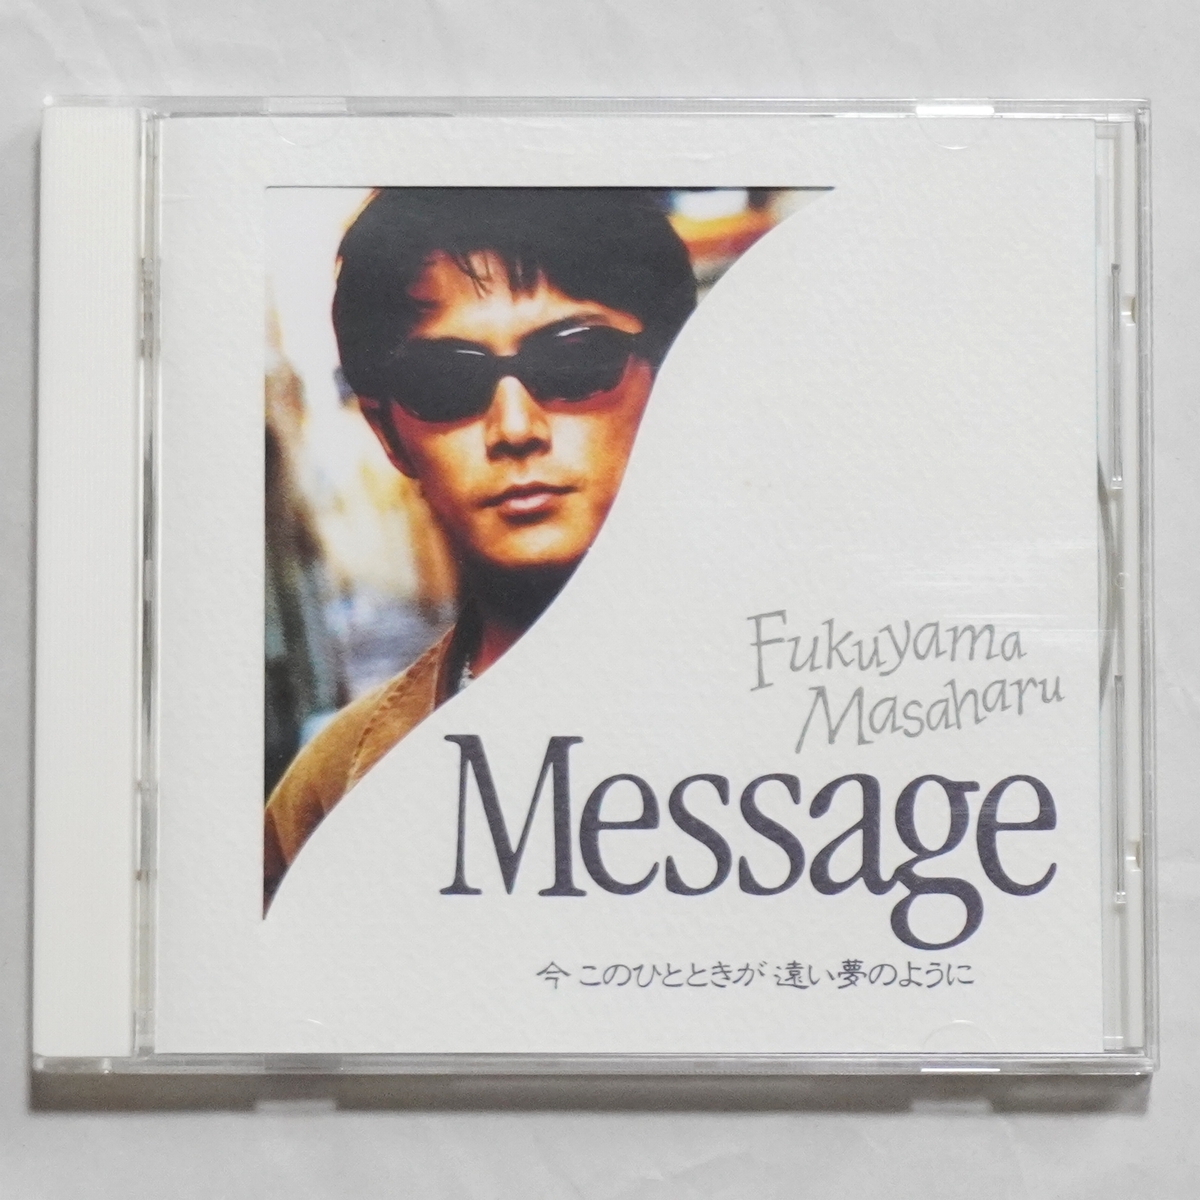 Fukuyama
Masaharu
Message
今 このひとときが 遠い夢のように